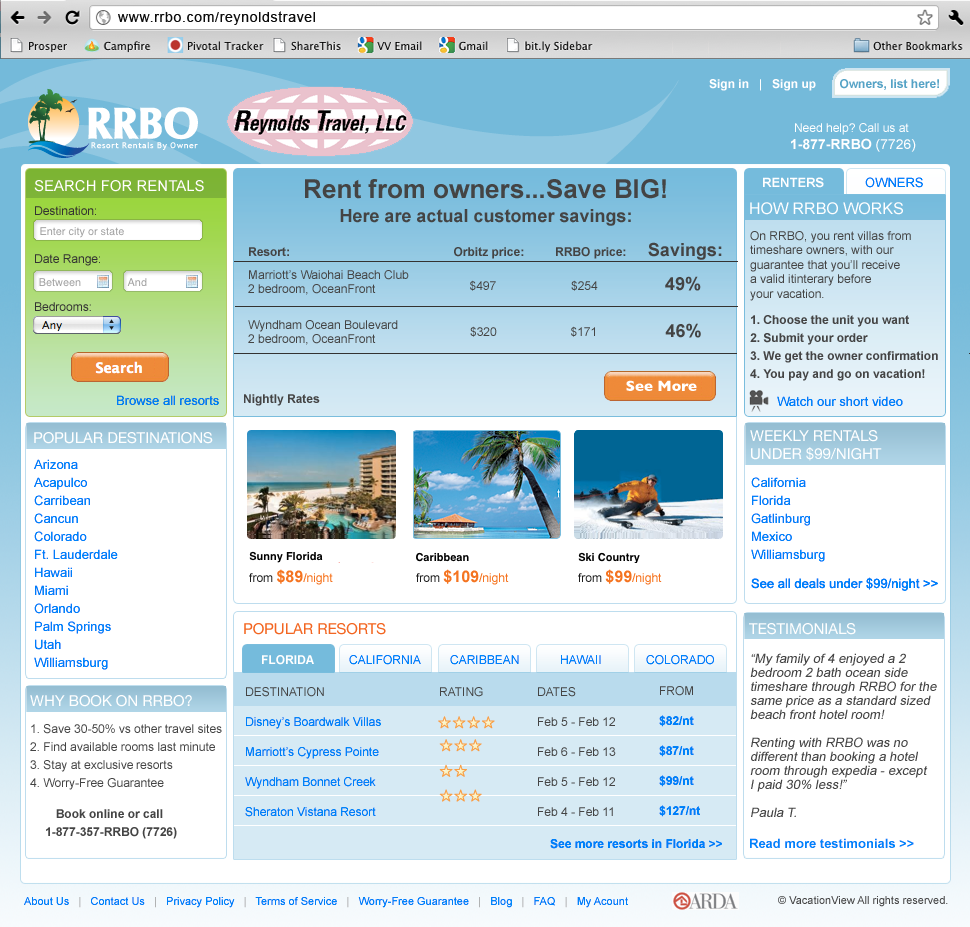 www.rrbo.com/reynoldstravel
Prosper
Campfire
Pivotal Tracker
ShareThis
VV Email
Gmail
bit.ly Sidebar
Other Bookmarks
Sign in | Sign up
Owners, list here!
RRBO
Resort Rentals By Owner
Reynolds Travel, LLC
Need help? Call us at
1-877-RRBO (7726)
SEARCH FOR RENTALS
Destination:
Enter city or state
Date Range:
Between
And
Bedrooms:
Any
Search
Browse all resorts
Rent from owners...Save BIG!
Here are actual customer savings:
Resort: Orbitz price: RRBO price: Savings:
Marriott's Waiohai Beach Club
2 bedroom, OceanFront
$497 $254 49%
Wyndham Ocean Boulevard
2 bedroom, OceanFront
$320 $171 46%
Nightly Rates
See More
RENTERS
OWNERS
HOW RRBO WORKS
On RRBO, you rent villas from
timeshare owners, with our
guarantee that you'll receive
a valid itinterary before
your vacation.
1. Choose the unit you want
2. Submit your order
3. We get the owner confirmation
4. You pay and go on vacation!
Watch our short video
POPULAR DESTINATIONS
Arizona
Acapulco
Carribean
Cancun
Colorado
Ft. Lauderdale
Hawaii
Miami
Orlando
Palm Springs
Utah
Williamsburg
Sunny Florida
from $89/night
Caribbean
from $109/night
Ski Country
from $99/night
WEEKLY RENTALS
UNDER $99/NIGHT
California
Florida
Gatlinburg
Mexico
Williamsburg
See all deals under $99/night >>
WHY BOOK ON RRBO?
1. Save 30-50% vs other travel sites
2. Find available rooms last minute
3. Stay at exclusive resorts
4. Worry-Free Guarantee
Book online or call
1-877-357-RRBO (7726)
POPULAR RESORTS
FLORIDA
CALIFORNIA
CARIBBEAN
HAWAII
COLORADO
DESTINATION RATING DATES FROM
Disney's Boardwalk Villas Feb 5 - Feb 12 $82/nt
Marriott's Cypress Pointe Feb 6 - Feb 13 $87/nt
Wyndham Bonnet Creek Feb 5 - Feb 12 $99/nt
Sheraton Vistana Resort Feb 4 - Feb 11 $127/nt
See more resorts in Florida >>
TESTIMONIALS
“My family of 4 enjoyed a 2
bedroom 2 bath ocean side
timeshare through RRBO for the
same price as a standard sized
beach front hotel room!
Renting with RRBO was no
different than booking a hotel
room through expedia - except
I paid 30% less!”
Paula T.
Read more testimonials >>
About Us | Contact Us | Privacy Policy | Terms of Service | Worry-Free Guarantee | Blog | FAQ | My Acount
ARDA
© VacationView All rights reserved.